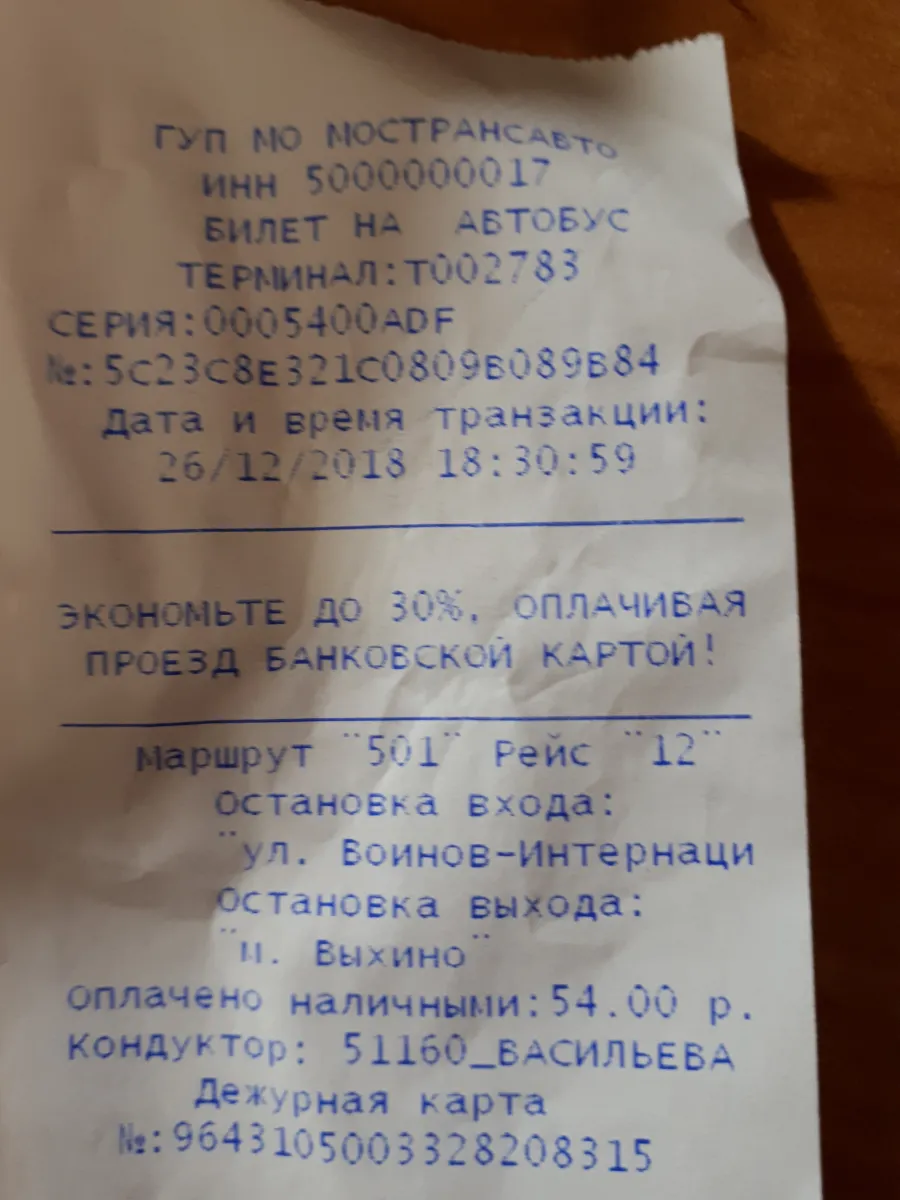 ГУП МО МОСТРАНСАВТО
ИНН 5000000017
БИЛЕТ НА АВТОБУС
ТЕРМИНАЛ:Т002783
СЕРИЯ:0005400ADF
№:5C23C8E321C0809B089B84
Дата и время транзакции:
26/12/2018 18:30:59
ЭКОНОМЬТЕ ДО 30%, ОПЛАЧИВАЯ
ПРОЕЗД БАНКОВСКОЙ КАРТОЙ!
Маршрут "501" Рейс "12"
Остановка входа:
"ул. Воинов-Интернаци
Остановка выхода:
"м. Выхино"
Оплачено наличными:54.00 р.
Кондуктор: 51160_ВАСИЛЬЕВА
Дежурная карта
№:96431050033328208315